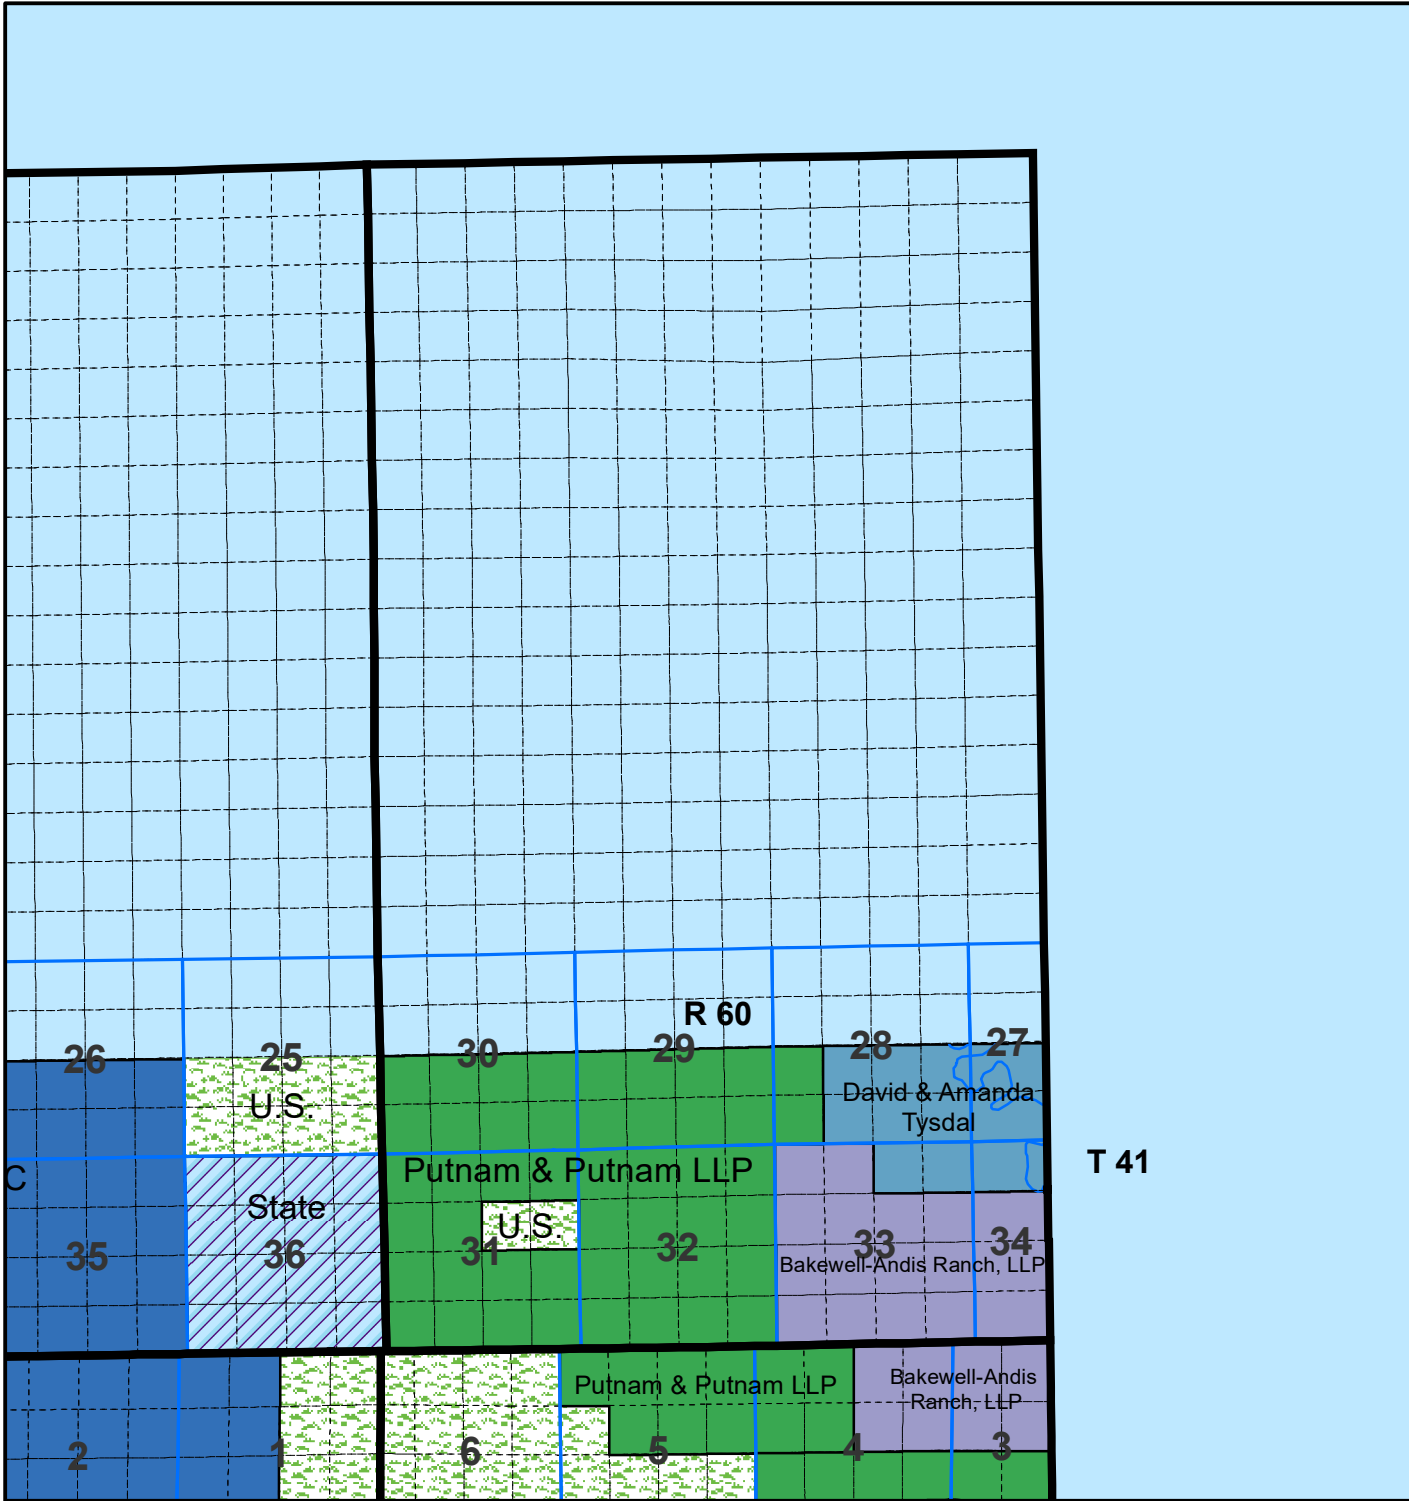 R 60
26
25
30
29
28
27
U.S.
David & Amanda
Tysdal
C
Putnam & Putnam LLP
T 41
State
U.S.
35
36
31
32
33
34
Bakewell-Andis Ranch, LLP
Putnam & Putnam LLP
Bakewell-Andis
Ranch, LLP
2
1
6
5
4
3